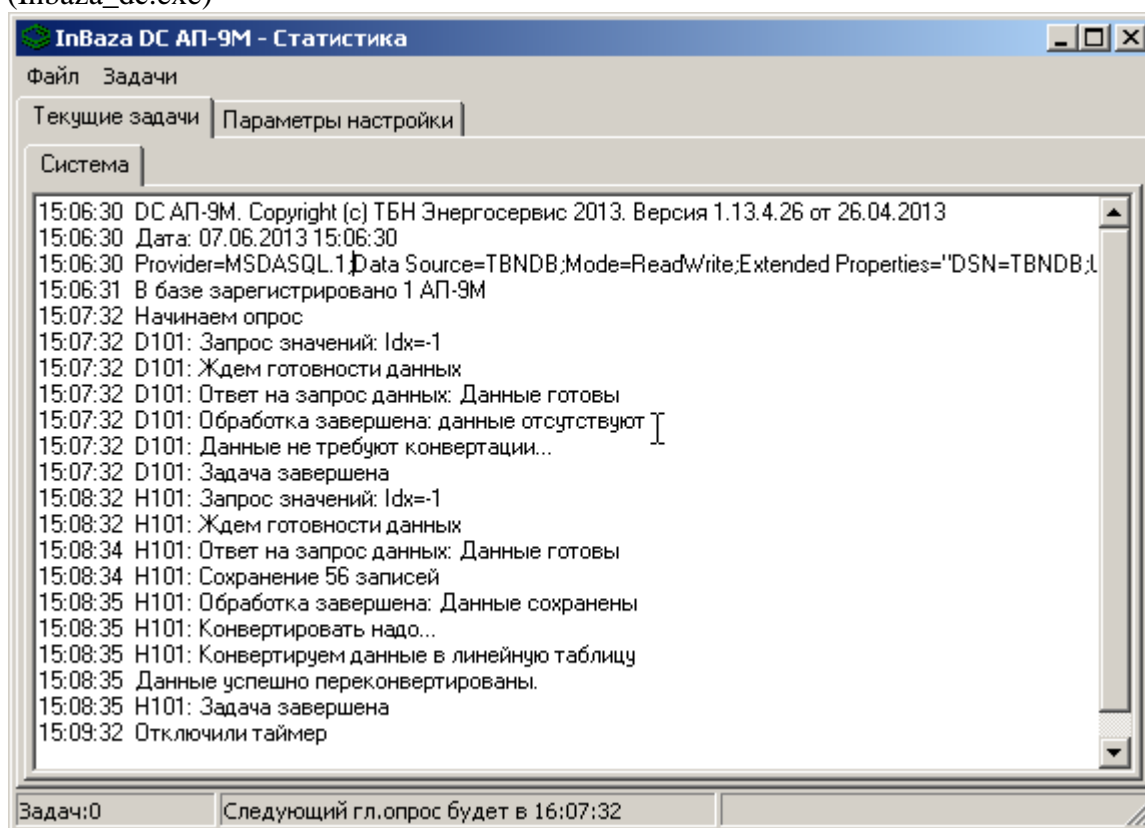 (Inbaza_dc.exe)
InBaza DC АП-9М - Статистика
Файл Задачи
Текущие задачи Параметры настройки
Система
15:06:30 DC АП-9М. Copyright (c) ТБН Энергосервис 2013. Версия 1.13.4.26 от 26.04.2013
15:06:30 Дата: 07.06.2013 15:06:30
15:06:30 Provider=MSDASQL.1;Data Source=TBNDB;Mode=ReadWrite;Extended Properties="DSN=TBNDB;
15:06:31 В базе зарегистрировано 1 АП-9М
15:07:32 Начинаем опрос
15:07:32 D101: Запрос значений: Idx=-1
15:07:32 D101: Ждем готовности данных
15:07:32 D101: Ответ на запрос данных: Данные готовы
15:07:32 D101: Обработка завершена: данные отсутствуют
15:07:32 D101: Данные не требуют конвертации...
15:07:32 D101: Задача завершена
15:08:32 H101: Запрос значений: Idx=-1
15:08:32 H101: Ждем готовности данных
15:08:34 H101: Ответ на запрос данных: Данные готовы
15:08:34 H101: Сохранение 56 записей
15:08:35 H101: Обработка завершена: Данные сохранены
15:08:35 H101: Конвертировать надо...
15:08:35 H101: Конвертируем данные в линейную таблицу
15:08:35 Данные успешно переконвертированы.
15:08:35 H101: Задача завершена
15:09:32 Отключили таймер
Задач:0 Следующий гл.опрос будет в 16:07:32